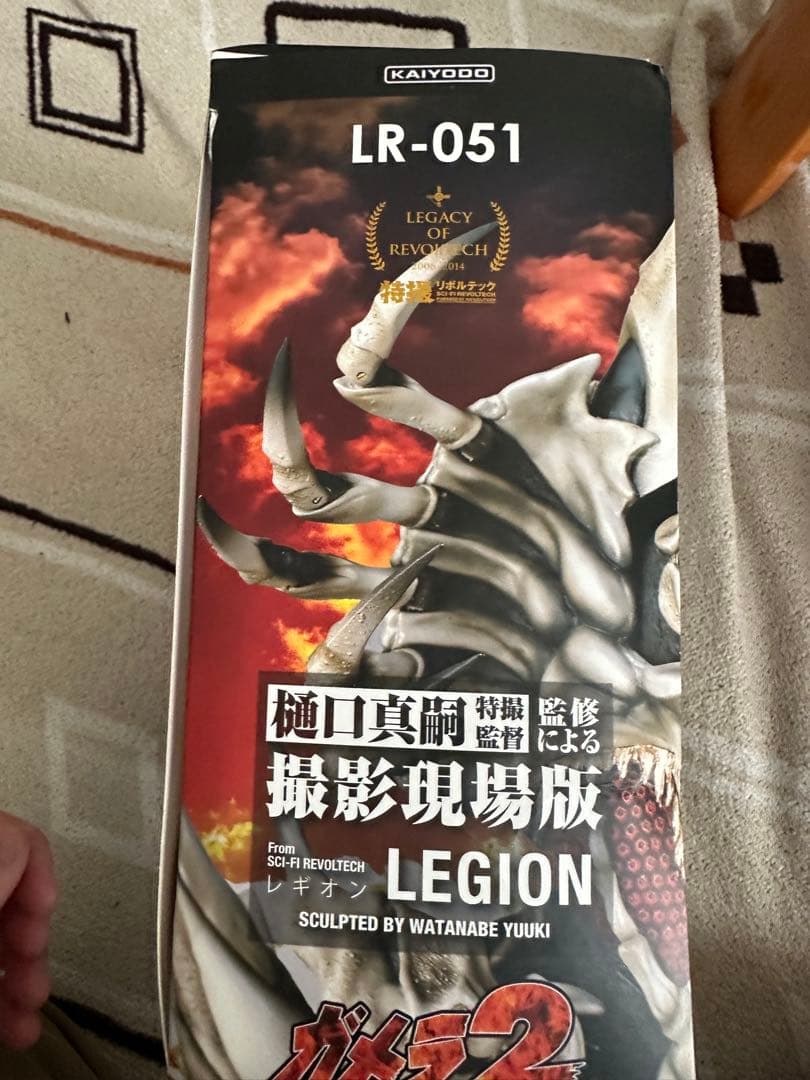 KAIYODO
LR-051
LEGACY
OF
REVOLTECH
2006-2014
特撮リボルテック
SCI-FI REVOLTECH
樋口真嗣 特撮監督 監修による
撮影現場版
From
SCI-FI REVOLTECH
レギオン LEGION
SCULPTED BY WATANABE YUUKI
ガメラ2